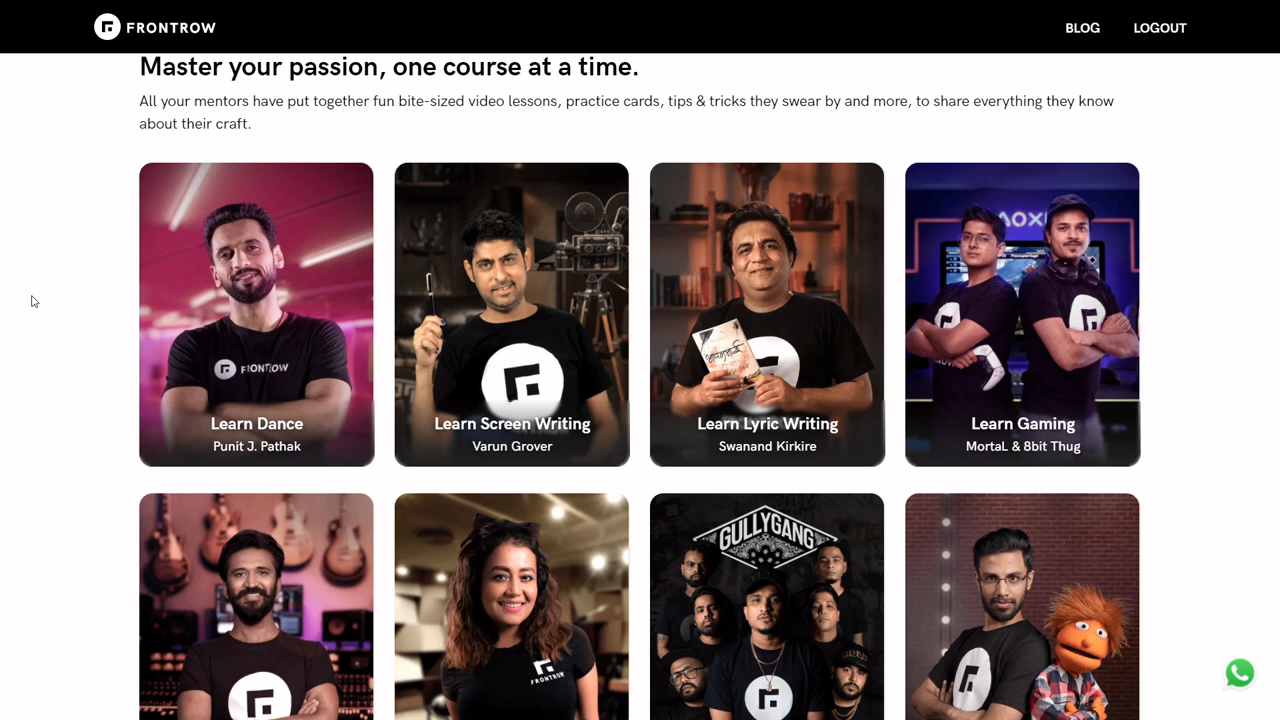 FRONTROW
BLOG
LOGOUT
Master your passion, one course at a time.
All your mentors have put together fun bite-sized video lessons, practice cards, tips & tricks they swear by and more, to share everything they know
about their craft.
FRONTROW
Learn Dance
Punit J. Pathak
Learn Screen Writing
Varun Grover
Learn Lyric Writing
Swanand Kirkire
Learn Gaming
MortaL & 8bit Thug
FRONTROW
GULLYGANG